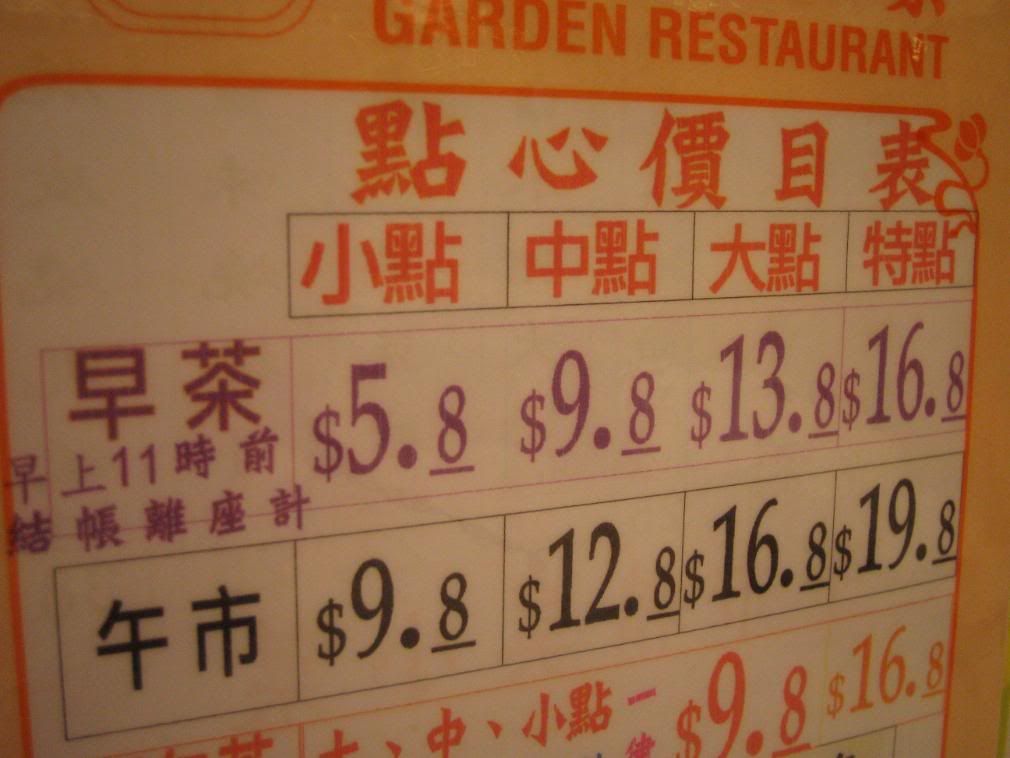 GARDEN RESTAURANT
點心價目表
小點 中點 大點 特點
早茶 $5.8 $9.8 $13.8 $16.8
早上11時前
結帳離座計
午市 $9.8 $12.8 $16.8 $19.8
大、中、小點一律 $9.8 $16.8